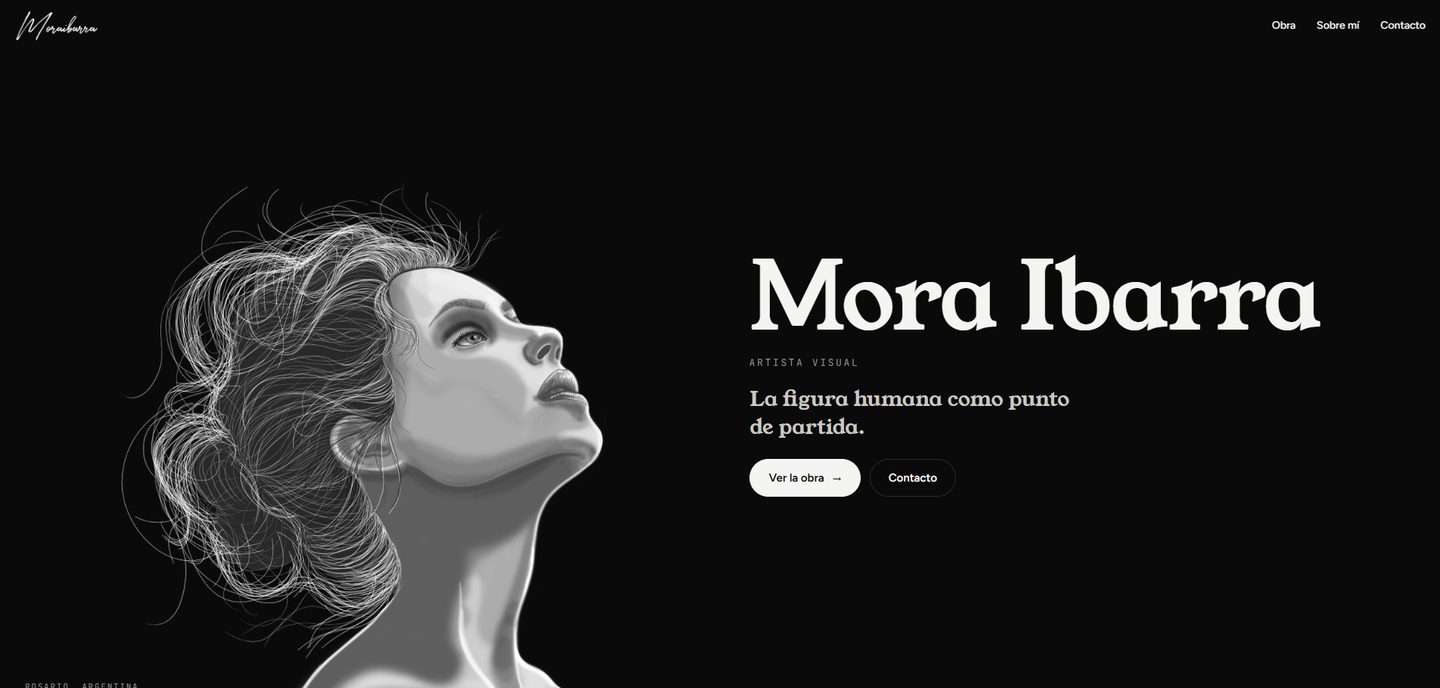 Moraibarra
Obra Sobre mí Contacto
Mora Ibarra
ARTISTA VISUAL
La figura humana como punto
de partida.
Ver la obra → Contacto
ROSARIO, ARGENTINA